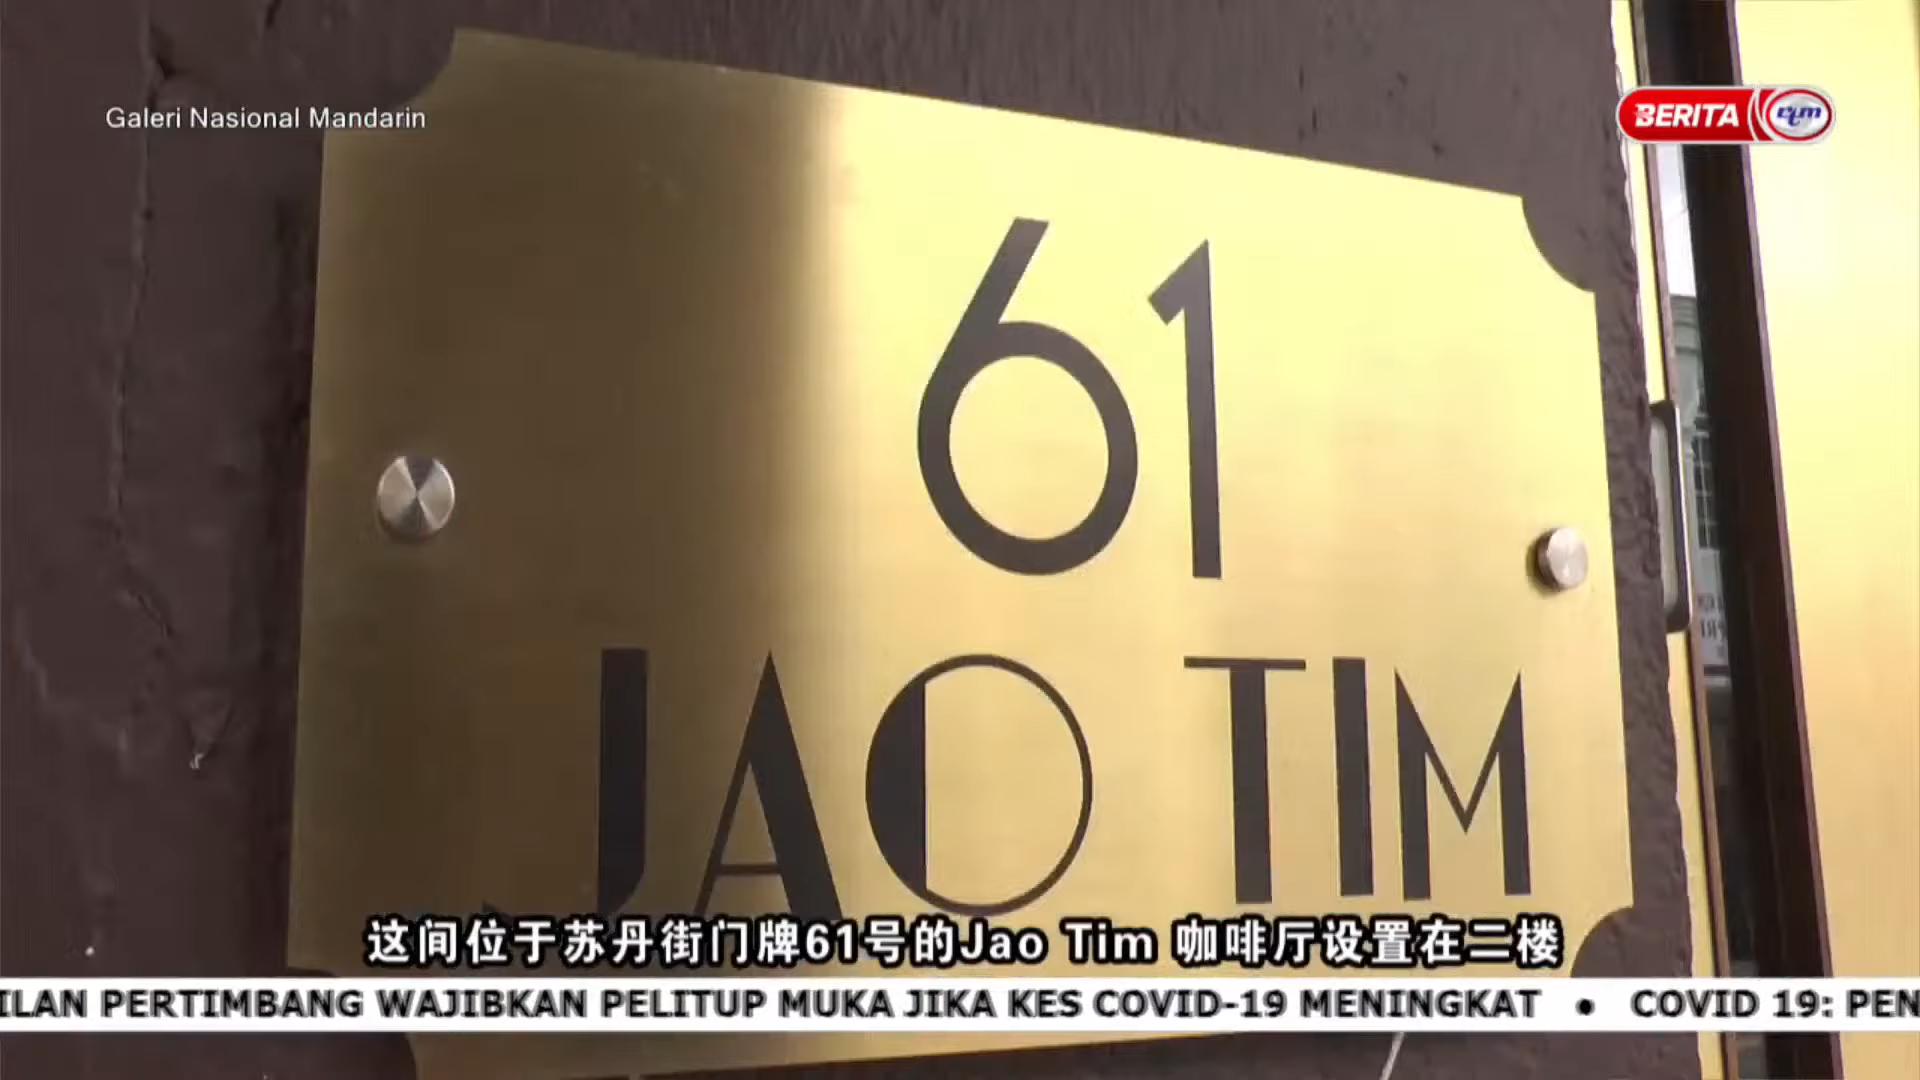 Galeri Nasional Mandarin
BERITA rtm
61
JAO TIM
这间位于苏丹街门牌61号的Jao Tim 咖啡厅设置在二楼
ILAN PERTIMBANG WAJIBKAN PELITUP MUKA JIKA KES COVID-19 MENINGKAT • COVID 19: PEN